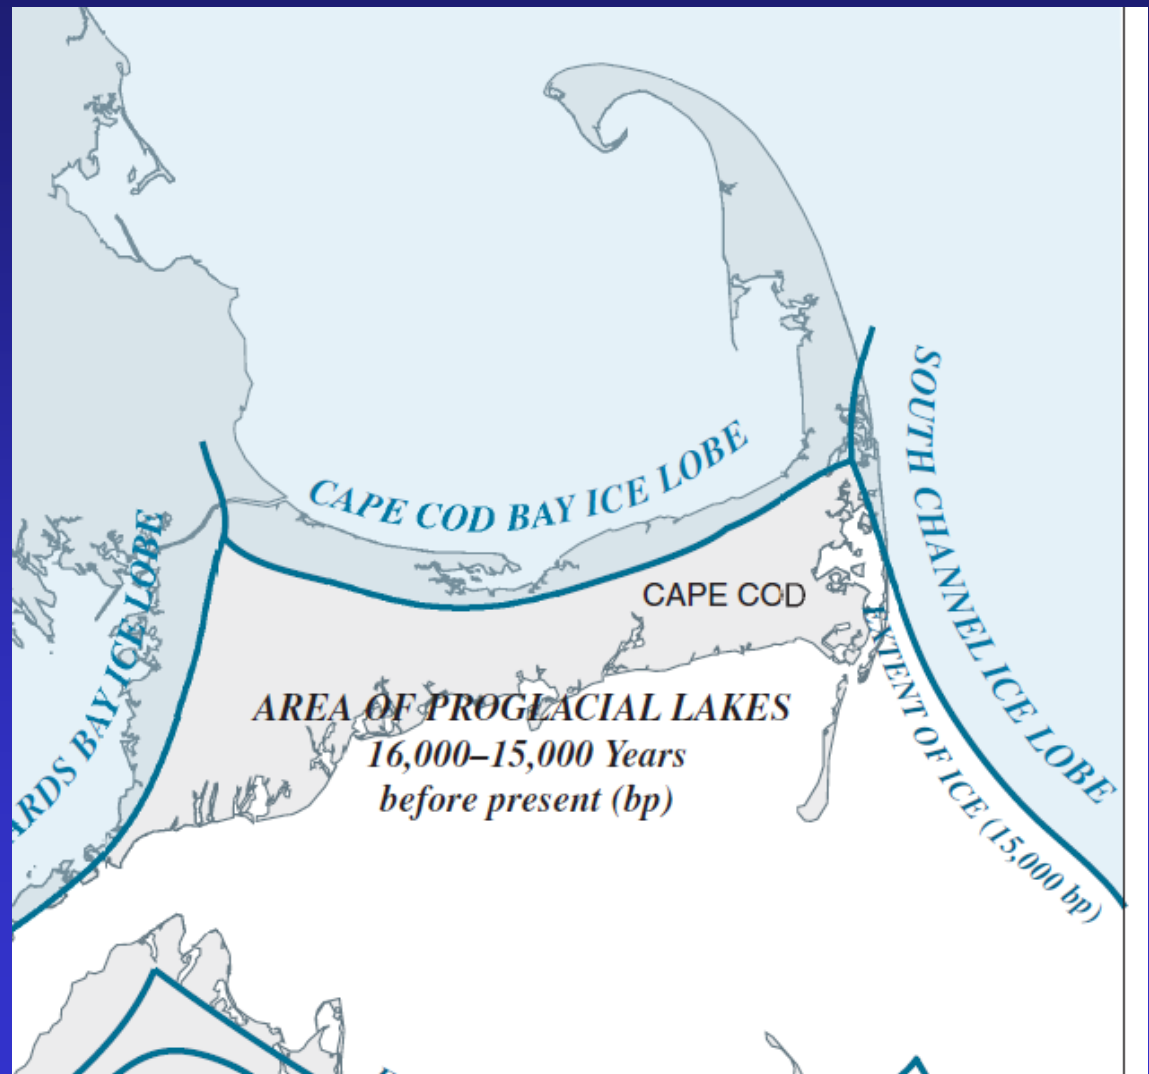 SOUTH CHANNEL ICE LOBE
CAPE COD BAY ICE LOBE
ARDS BAY ICE LOBE
CAPE COD
EXTENT OF ICE (15,000 bp)
AREA OF PROGLACIAL LAKES
16,000–15,000 Years
before present (bp)